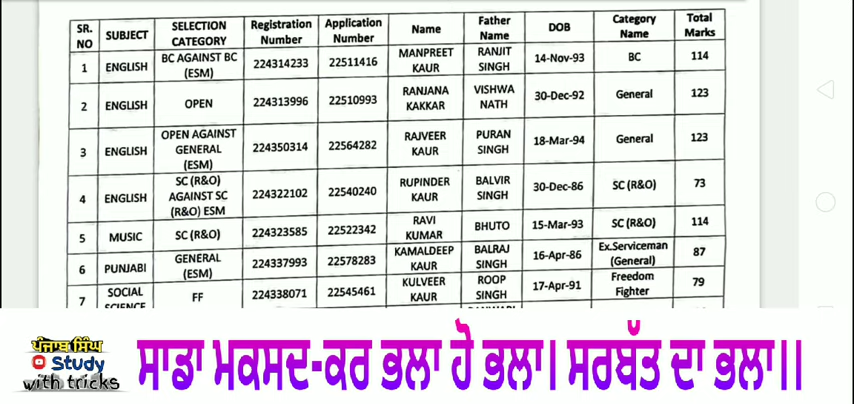 SR. NO SUBJECT SELECTION CATEGORY Registration Number Application Number Name Father Name DOB Category Name Total Marks
1 ENGLISH BC AGAINST BC (ESM) 224314233 22511416 MANPREET KAUR RANJIT SINGH 14-Nov-93 BC 114
2 ENGLISH OPEN 224313996 22510993 RANJANA KAKKAR VISHWA NATH 30-Dec-92 General 123
3 ENGLISH OPEN AGAINST GENERAL (ESM) 224350314 22564282 RAJVEER KAUR PURAN SINGH 18-Mar-94 General 123
4 ENGLISH SC (R&O) AGAINST SC (R&O) ESM 224322102 22540240 RUPINDER KAUR BALVIR SINGH 30-Dec-86 SC (R&O) 73
5 MUSIC SC (R&O) 224323585 22522342 RAVI KUMAR BHUTO 15-Mar-93 SC (R&O) 114
6 PUNJABI GENERAL (ESM) 224337993 22578283 KAMALDEEP KAUR BALRAJ SINGH 16-Apr-86 Ex.Serviceman (General) 87
7 SOCIAL SCIENCE FF 224338071 22545461 KULVEER KAUR ROOP SINGH 17-Apr-91 Freedom Fighter 79
ਪੰਜਾਬ ਸਿੰਘ
Study
with tricks
ਸਾਡਾ ਮਕਸਦ-ਕਰ ਭਲਾ ਹੋ ਭਲਾ। ਸਰਬੱਤ ਦਾ ਭਲਾ।।